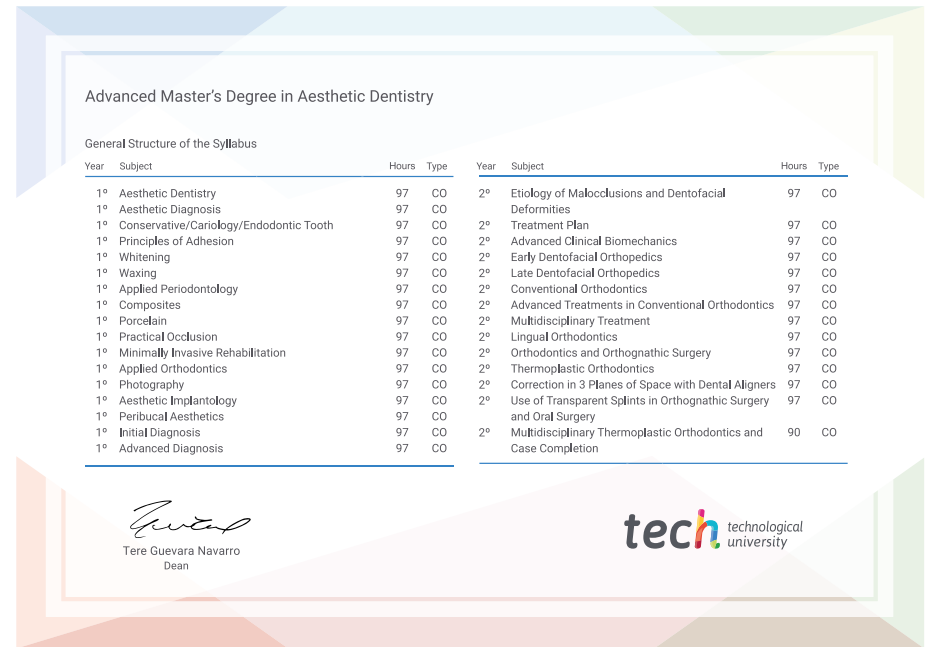 Advanced Master's Degree in Aesthetic Dentistry
General Structure of the Syllabus
Year Subject Hours Type
1º Aesthetic Dentistry 97 CO
1º Aesthetic Diagnosis 97 CO
1º Conservative/Cariology/Endodontic Tooth 97 CO
1º Principles of Adhesion 97 CO
1º Whitening 97 CO
1º Waxing 97 CO
1º Applied Periodontology 97 CO
1º Composites 97 CO
1º Porcelain 97 CO
1º Practical Occlusion 97 CO
1º Minimally Invasive Rehabilitation 97 CO
1º Applied Orthodontics 97 CO
1º Photography 97 CO
1º Aesthetic Implantology 97 CO
1º Peribucal Aesthetics 97 CO
1º Initial Diagnosis 97 CO
1º Advanced Diagnosis 97 CO
Year Subject Hours Type
2º Etiology of Malocclusions and Dentofacial 97 CO
Deformities
2º Treatment Plan 97 CO
2º Advanced Clinical Biomechanics 97 CO
2º Early Dentofacial Orthopedics 97 CO
2º Late Dentofacial Orthopedics 97 CO
2º Conventional Orthodontics 97 CO
2º Advanced Treatments in Conventional Orthodontics 97 CO
2º Multidisciplinary Treatment 97 CO
2º Lingual Orthodontics 97 CO
2º Orthodontics and Orthognathic Surgery 97 CO
2º Thermoplastic Orthodontics 97 CO
2º Correction in 3 Planes of Space with Dental Aligners 97 CO
2º Use of Transparent Splints in Orthognathic Surgery 97 CO
and Oral Surgery
2º Multidisciplinary Thermoplastic Orthodontics and 90 CO
Case Completion
Tere Guevara Navarro
Dean
tech technological
university